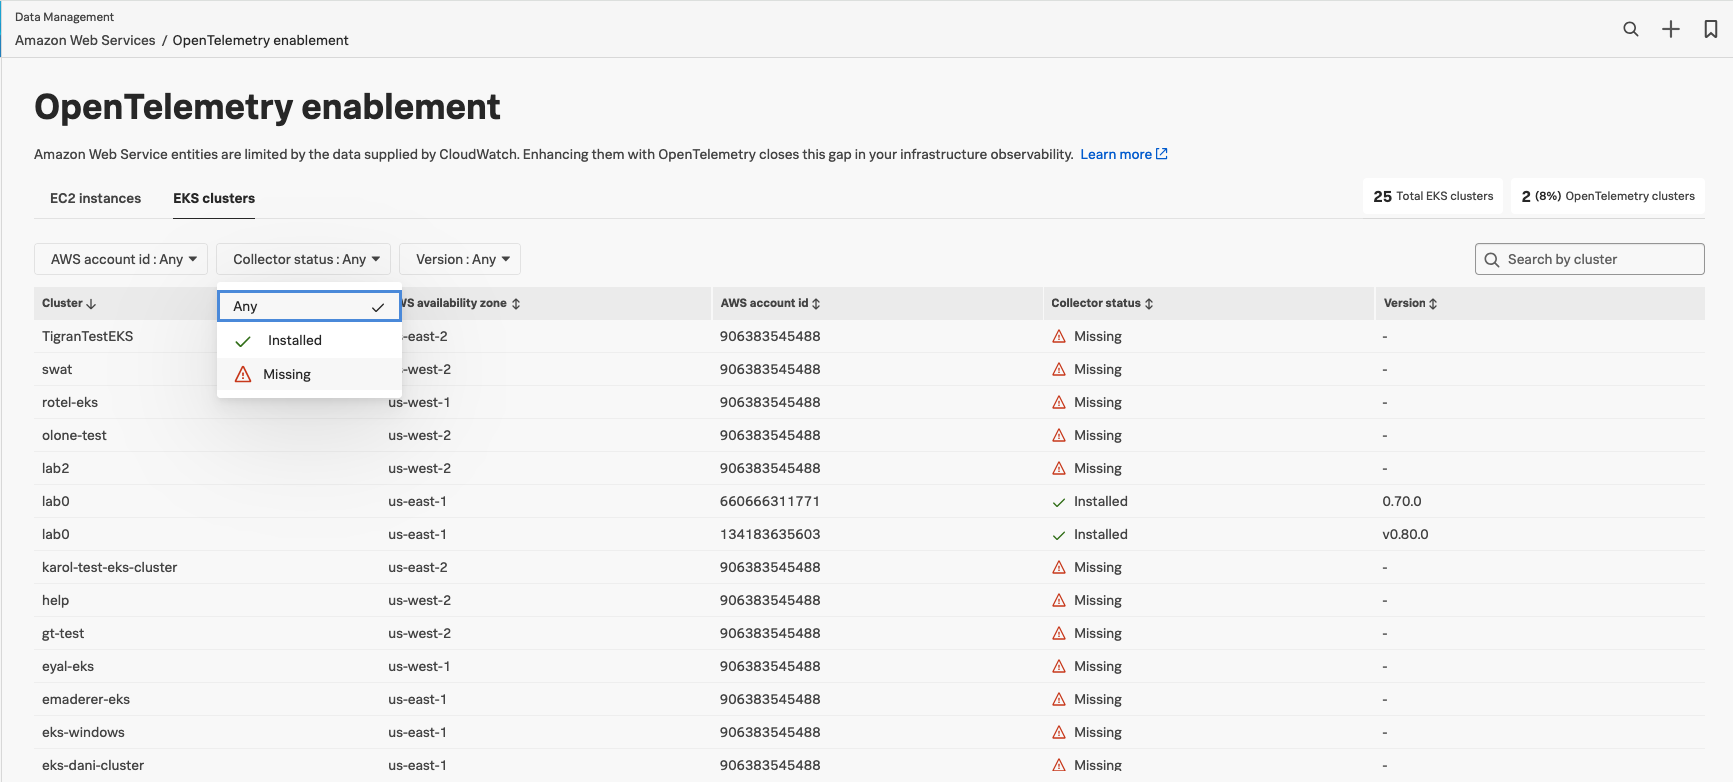 Data Management
Amazon Web Services / OpenTelemetry enablement
OpenTelemetry enablement
Amazon Web Service entities are limited by the data supplied by CloudWatch. Enhancing them with OpenTelemetry closes this gap in your infrastructure observability. Learn more
EC2 instances EKS clusters 25 Total EKS clusters 2 (8%) OpenTelemetry clusters
AWS account id : Any Collector status : Any Version : Any Search by cluster
Cluster availability zone AWS account id Collector status Version
Any
Installed
Missing
TigranTestEKS -east-2 906383545488 Missing -
swat -west-2 906383545488 Missing -
rotel-eks us-west-1 906383545488 Missing -
olone-test us-west-2 906383545488 Missing -
lab2 us-west-2 906383545488 Missing -
lab0 us-east-1 660666311771 Installed 0.70.0
lab0 us-east-1 134183635603 Installed v0.80.0
karol-test-eks-cluster us-east-2 906383545488 Missing -
help us-west-2 906383545488 Missing -
gt-test us-west-2 906383545488 Missing -
eyal-eks us-west-1 906383545488 Missing -
emaderer-eks us-east-1 906383545488 Missing -
eks-windows us-east-1 906383545488 Missing -
eks-dani-cluster us-east-1 906383545488 Missing -